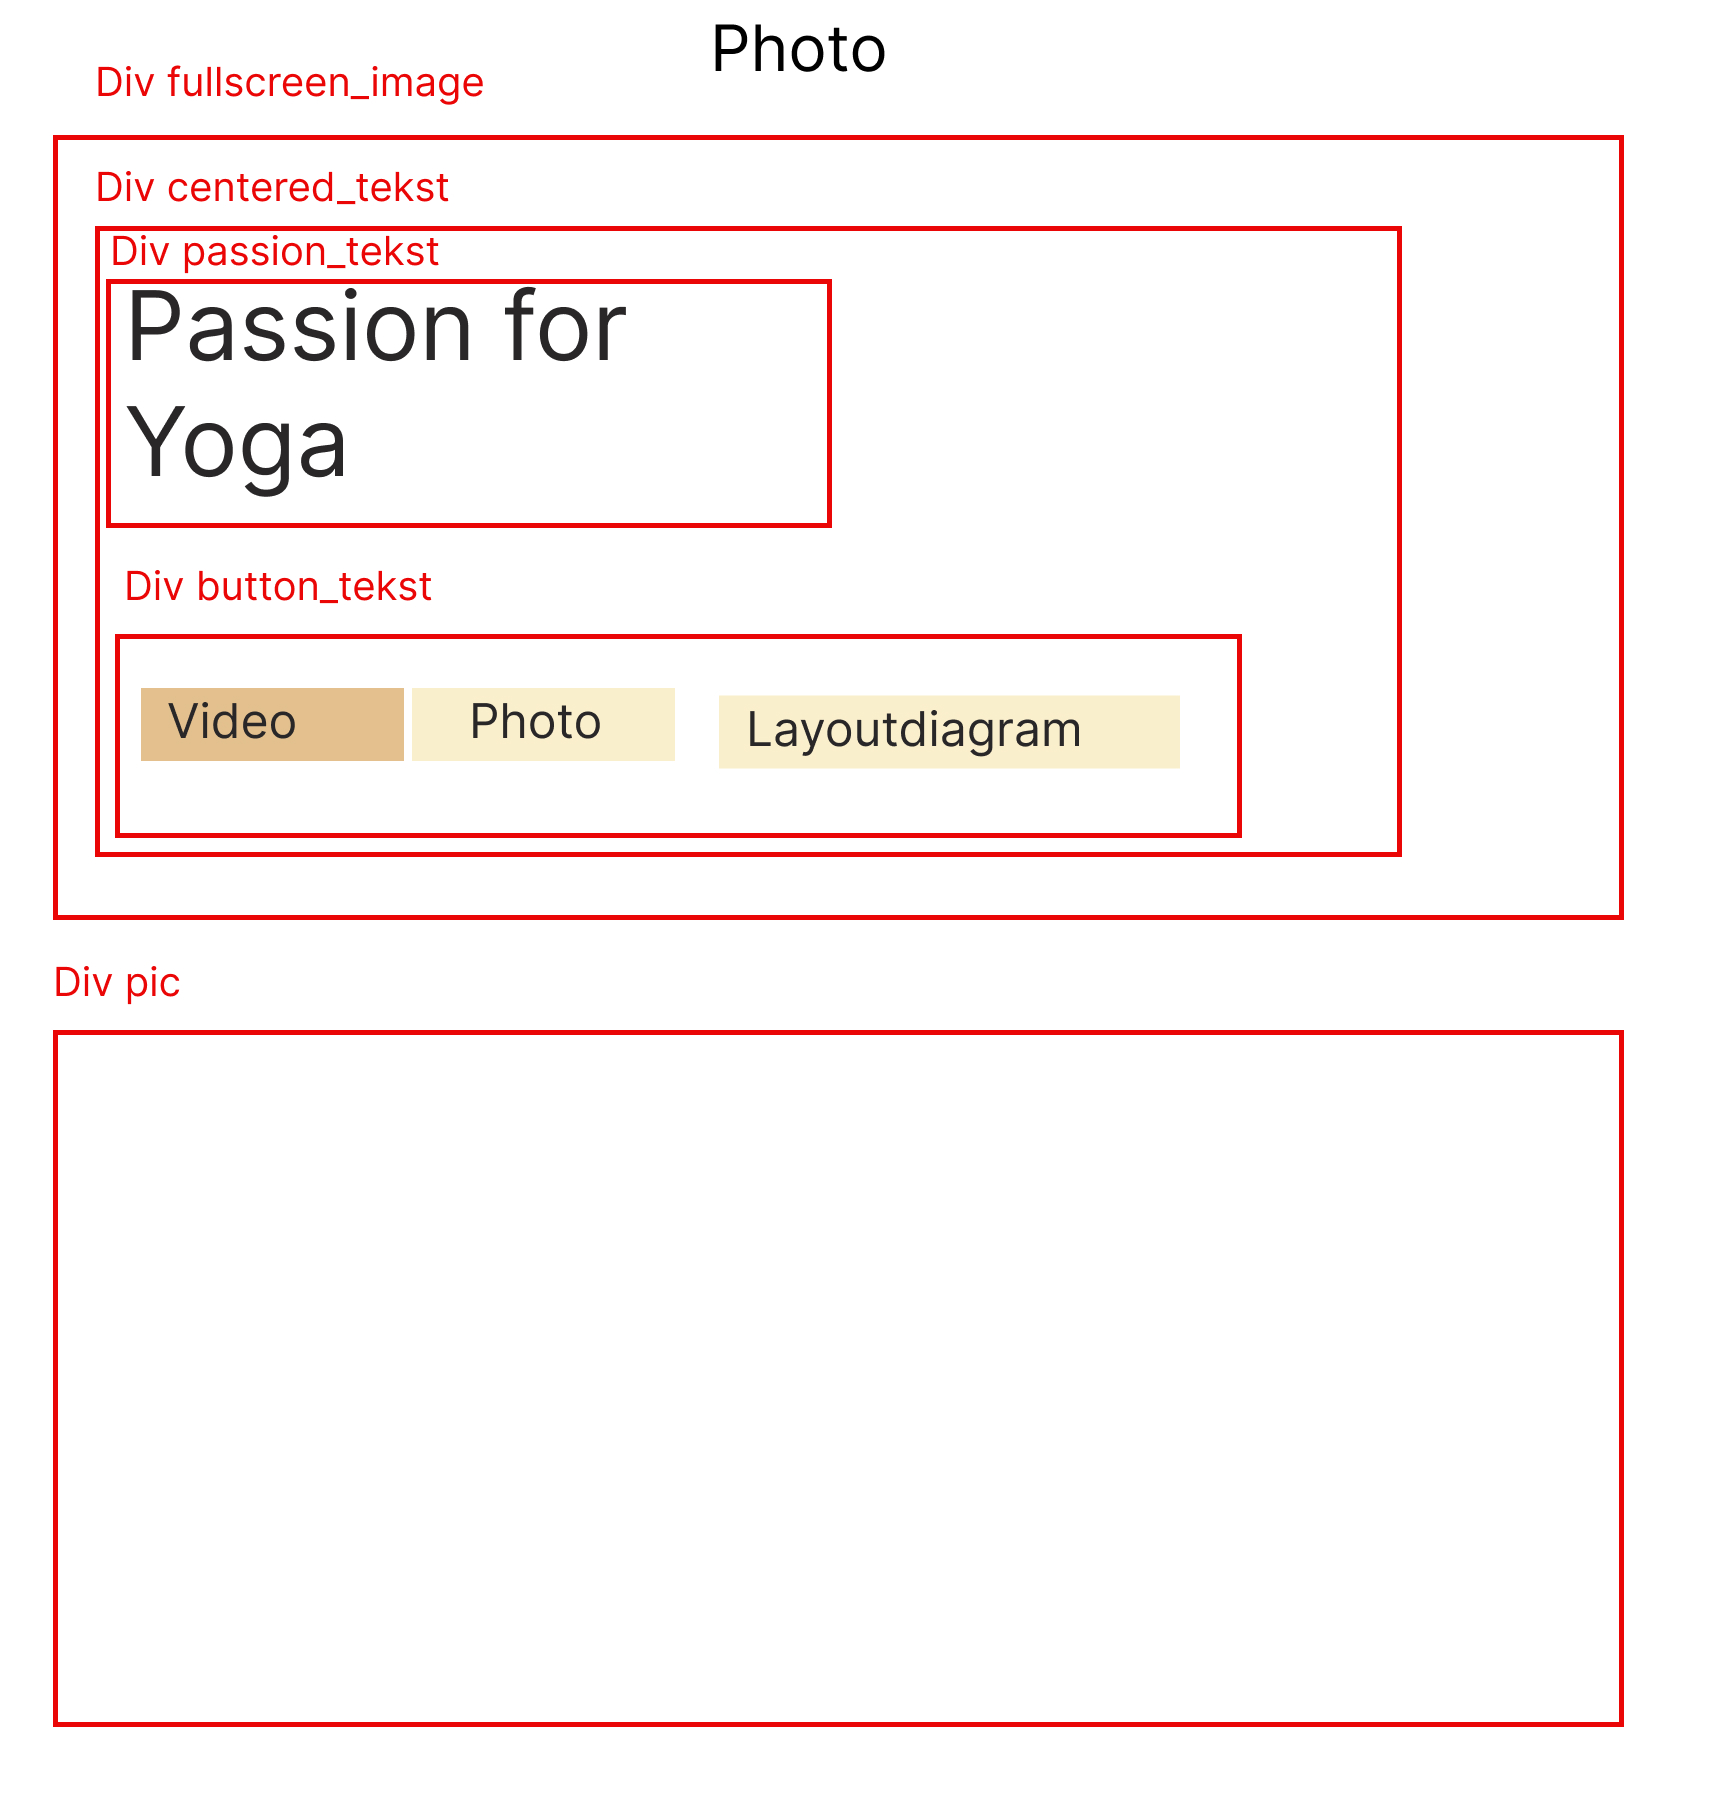 Photo
Div fullscreen_image
Div centered_tekst
Div passion_tekst
Passion for
Yoga
Div button_tekst
Video
Photo
Layoutdiagram
Div pic